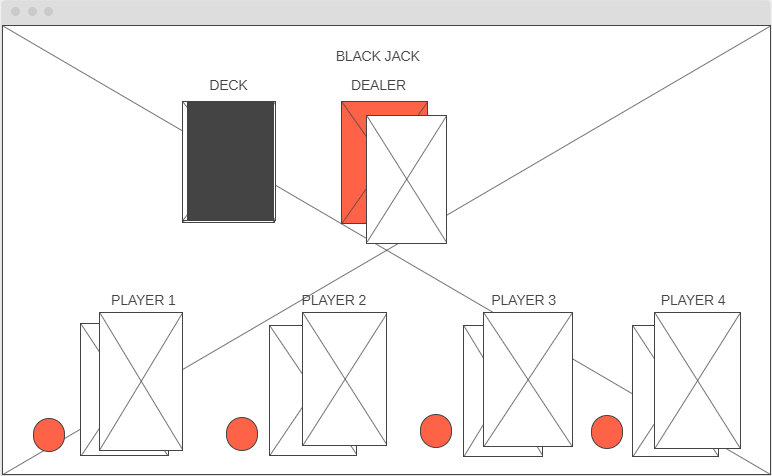 BLACK JACK
DECK
DEALER
PLAYER 1
PLAYER 2
PLAYER 3
PLAYER 4